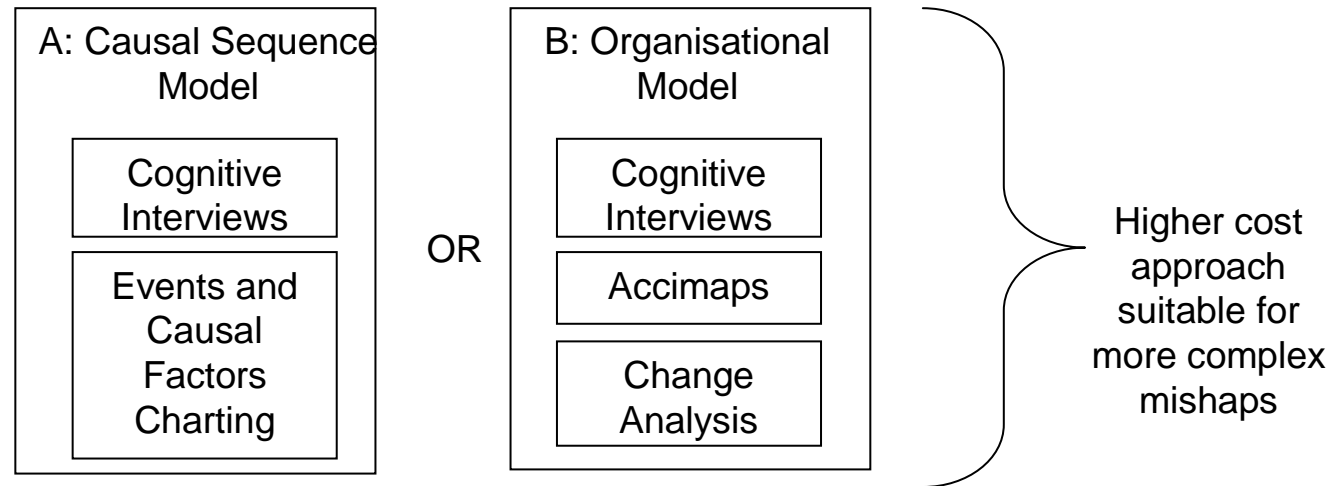 A: Causal Sequence
Model
Cognitive
Interviews
Events and
Causal
Factors
Charting
OR
B: Organisational
Model
Cognitive
Interviews
Accimaps
Change
Analysis
Higher cost
approach
suitable for
more complex
mishaps